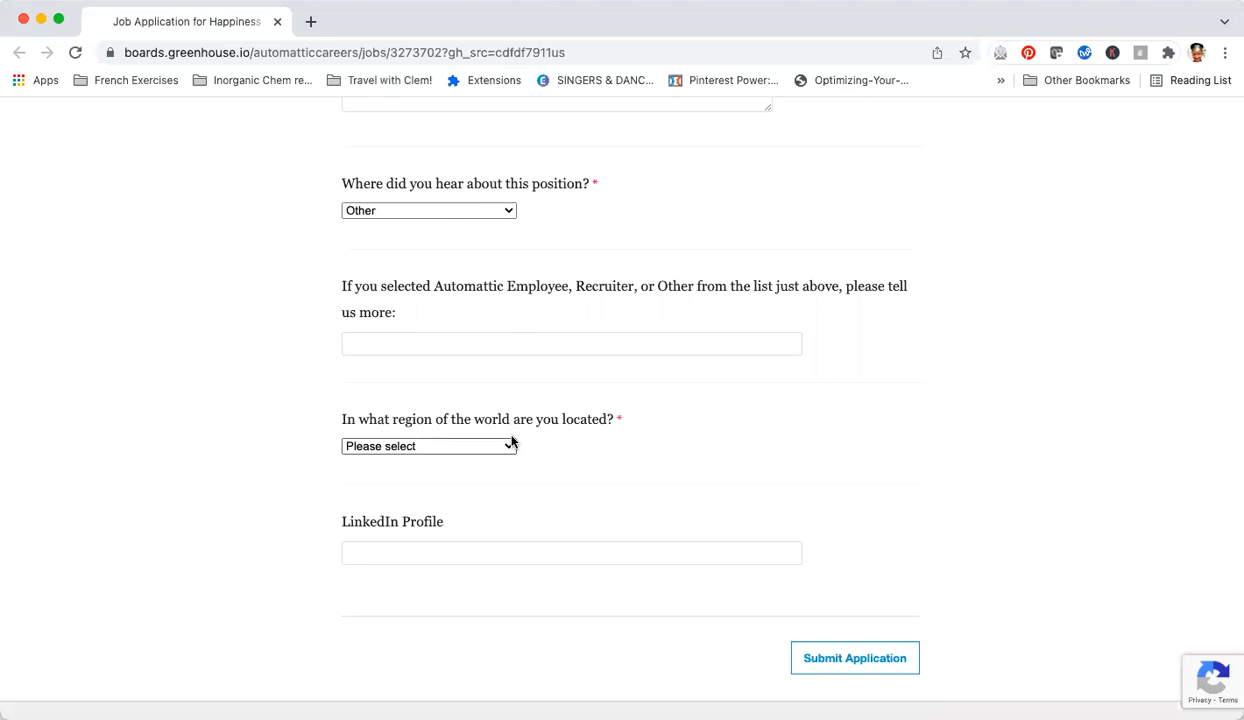 Job Application for Happiness
boards.greenhouse.io/automatticcareers/jobs/3273702?gh_src=cdfdf7911us
Apps French Exercises Inorganic Chem re... Travel with Clem! Extensions SINGERS & DANC... Pinterest Power:... Optimizing-Your-... » Other Bookmarks Reading List
Where did you hear about this position? *
Other
If you selected Automattic Employee, Recruiter, or Other from the list just above, please tell
us more:
In what region of the world are you located? *
Please select
LinkedIn Profile
Submit Application
Privacy - Terms